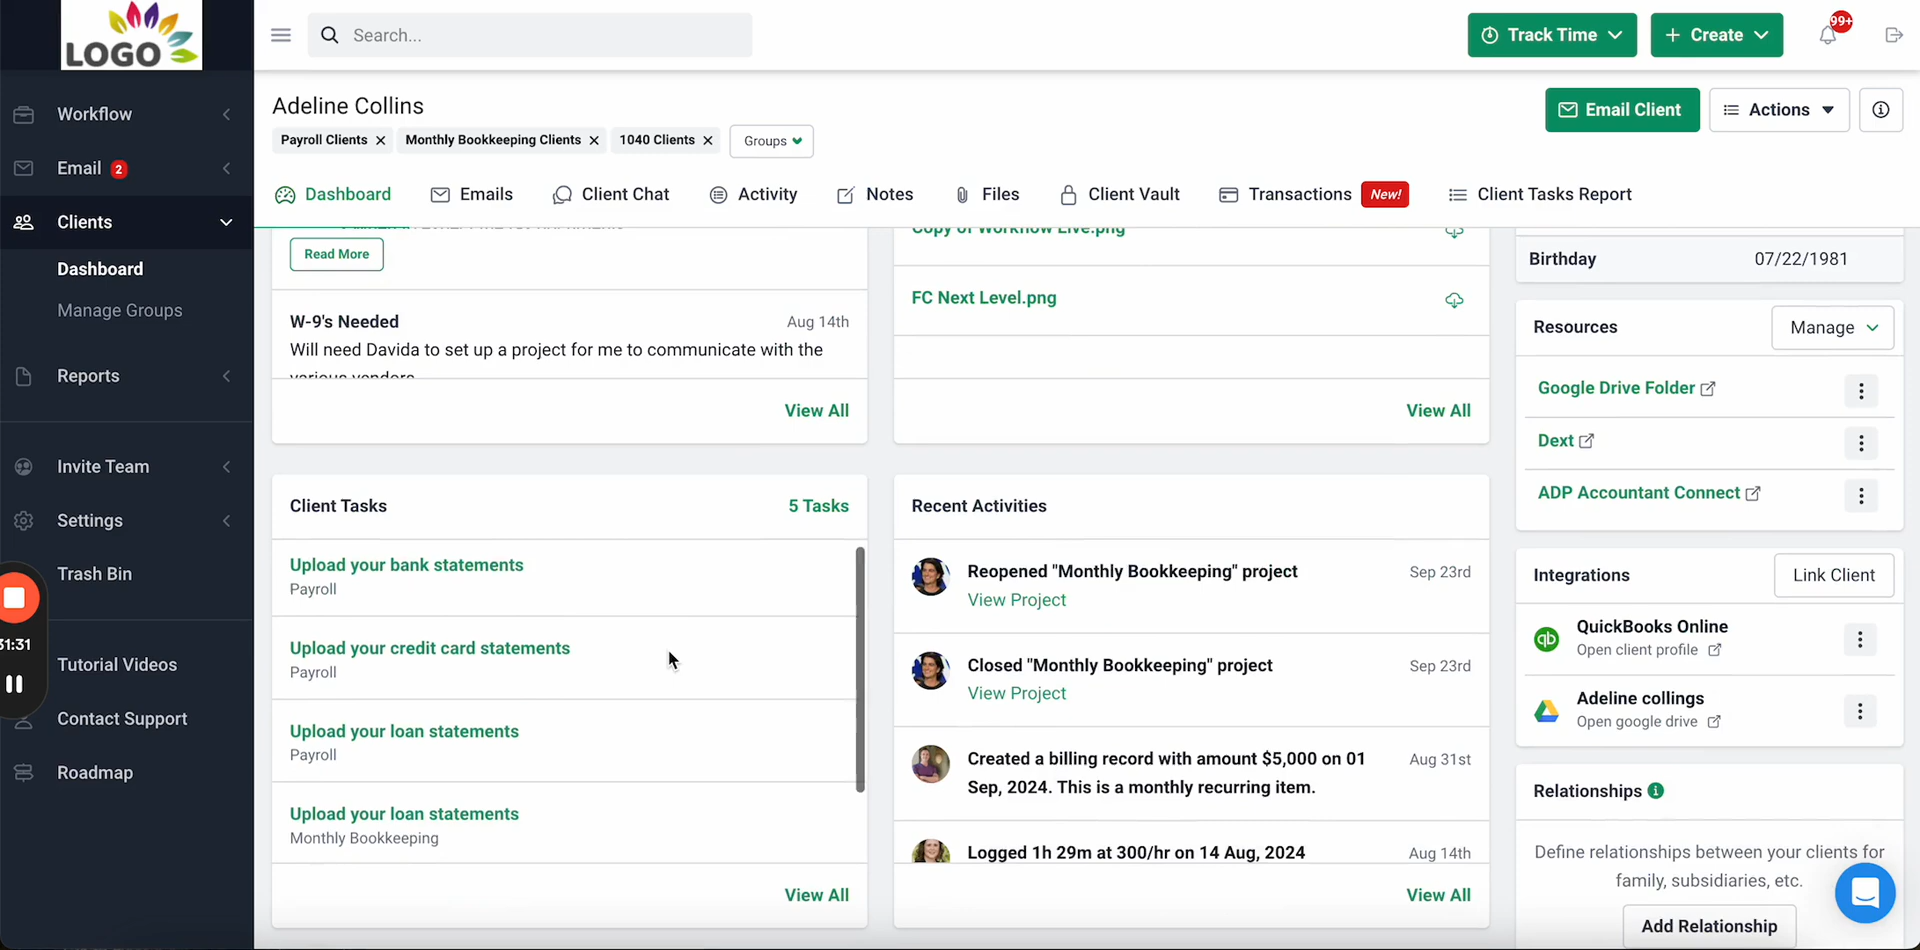 LOGO
Search...
Track Time
Create
99+
Workflow
Email 2
Clients
Dashboard
Manage Groups
Reports
Invite Team
Settings
Trash Bin
31:31
Tutorial Videos
Contact Support
Roadmap
Adeline Collins
Email Client
Actions
Payroll Clients
Monthly Bookkeeping Clients
1040 Clients
Groups
Dashboard
Emails
Client Chat
Activity
Notes
Files
Client Vault
Transactions New!
Client Tasks Report
Read More
W-9's Needed
Aug 14th
Will need Davida to set up a project for me to communicate with the
various vendors
View All
Copy of Workflow Live.png
FC Next Level.png
View All
Client Tasks
5 Tasks
Upload your bank statements
Payroll
Upload your credit card statements
Payroll
Upload your loan statements
Payroll
Upload your loan statements
Monthly Bookkeeping
View All
Recent Activities
Reopened "Monthly Bookkeeping" project
Sep 23rd
View Project
Closed "Monthly Bookkeeping" project
Sep 23rd
View Project
Created a billing record with amount $5,000 on 01
Sep, 2024. This is a monthly recurring item.
Aug 31st
Logged 1h 29m at 300/hr on 14 Aug, 2024
Aug 14th
View All
Birthday
07/22/1981
Resources
Manage
Google Drive Folder
Dext
ADP Accountant Connect
Integrations
Link Client
qb
QuickBooks Online
Open client profile
Adeline collings
Open google drive
Relationships
Define relationships between your clients for
family, subsidiaries, etc.
Add Relationship